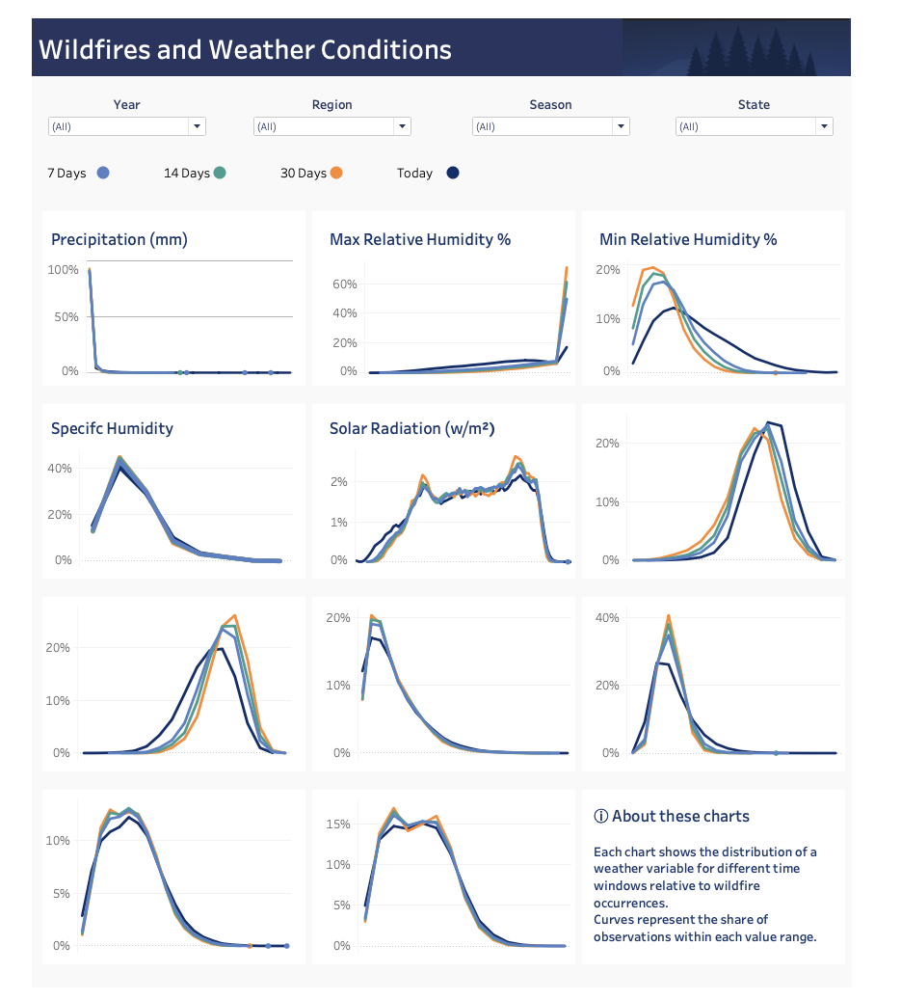 Wildfires and Weather Conditions
Year Region Season State
(All) (All) (All) (All)
7 Days 14 Days 30 Days Today
Precipitation (mm)
100%
50%
0%
Max Relative Humidity %
60%
40%
20%
0%
Min Relative Humidity %
20%
10%
0%
Specifc Humidity
40%
20%
0%
Solar Radiation (w/m²)
2%
1%
0%
20%
10%
0%
20%
10%
0%
20%
10%
0%
40%
20%
0%
10%
5%
0%
15%
10%
5%
0%
ⓘ About these charts
Each chart shows the distribution of a
weather variable for different time
windows relative to wildfire
occurrences.
Curves represent the share of
observations within each value range.